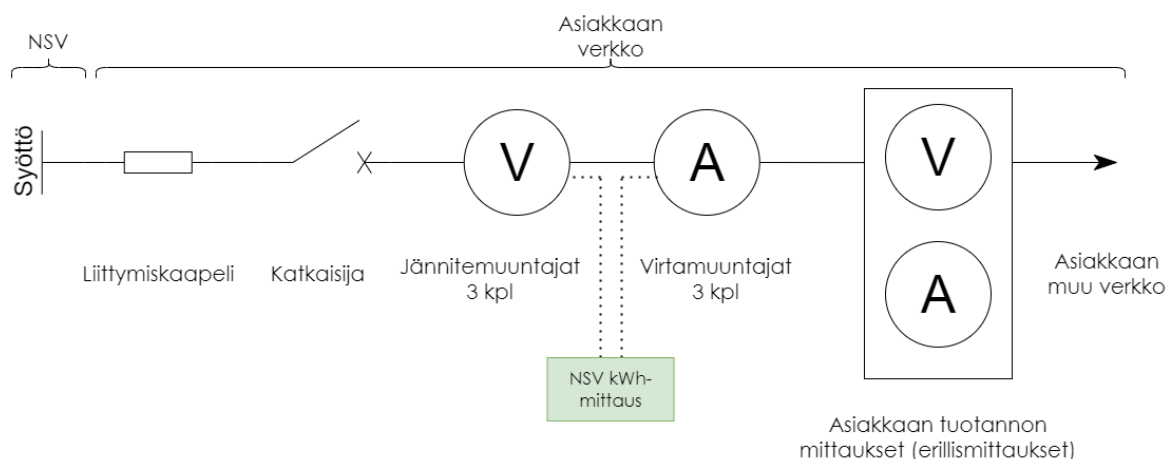 NSV
Asiakkaan
verkko
Syöttö
V
A
V
A
Liittymiskaapeli
Katkaisija
Jännitemuuntajat
3 kpl
Virtamuuntajat
3 kpl
Asiakkaan
muu verkko
NSV kWh-
mittaus
Asiakkaan tuotannon
mittaukset (erillismittaukset)